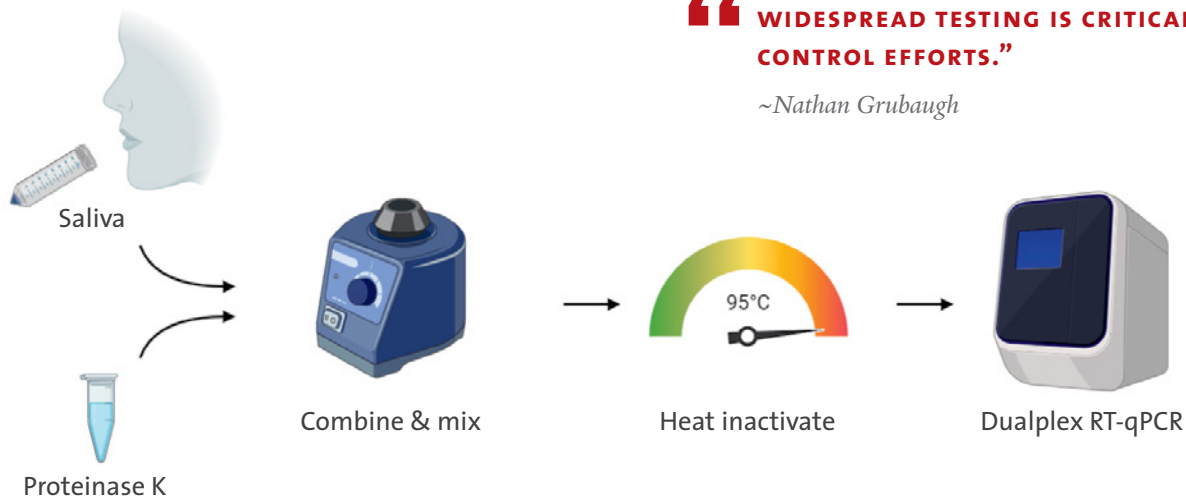 “
WIDESPREAD TESTING IS CRITICAL
CONTROL EFFORTS.”
~Nathan Grubaugh
Saliva
95°C
Combine & mix
Heat inactivate
Dualplex RT-qPCR
Proteinase K